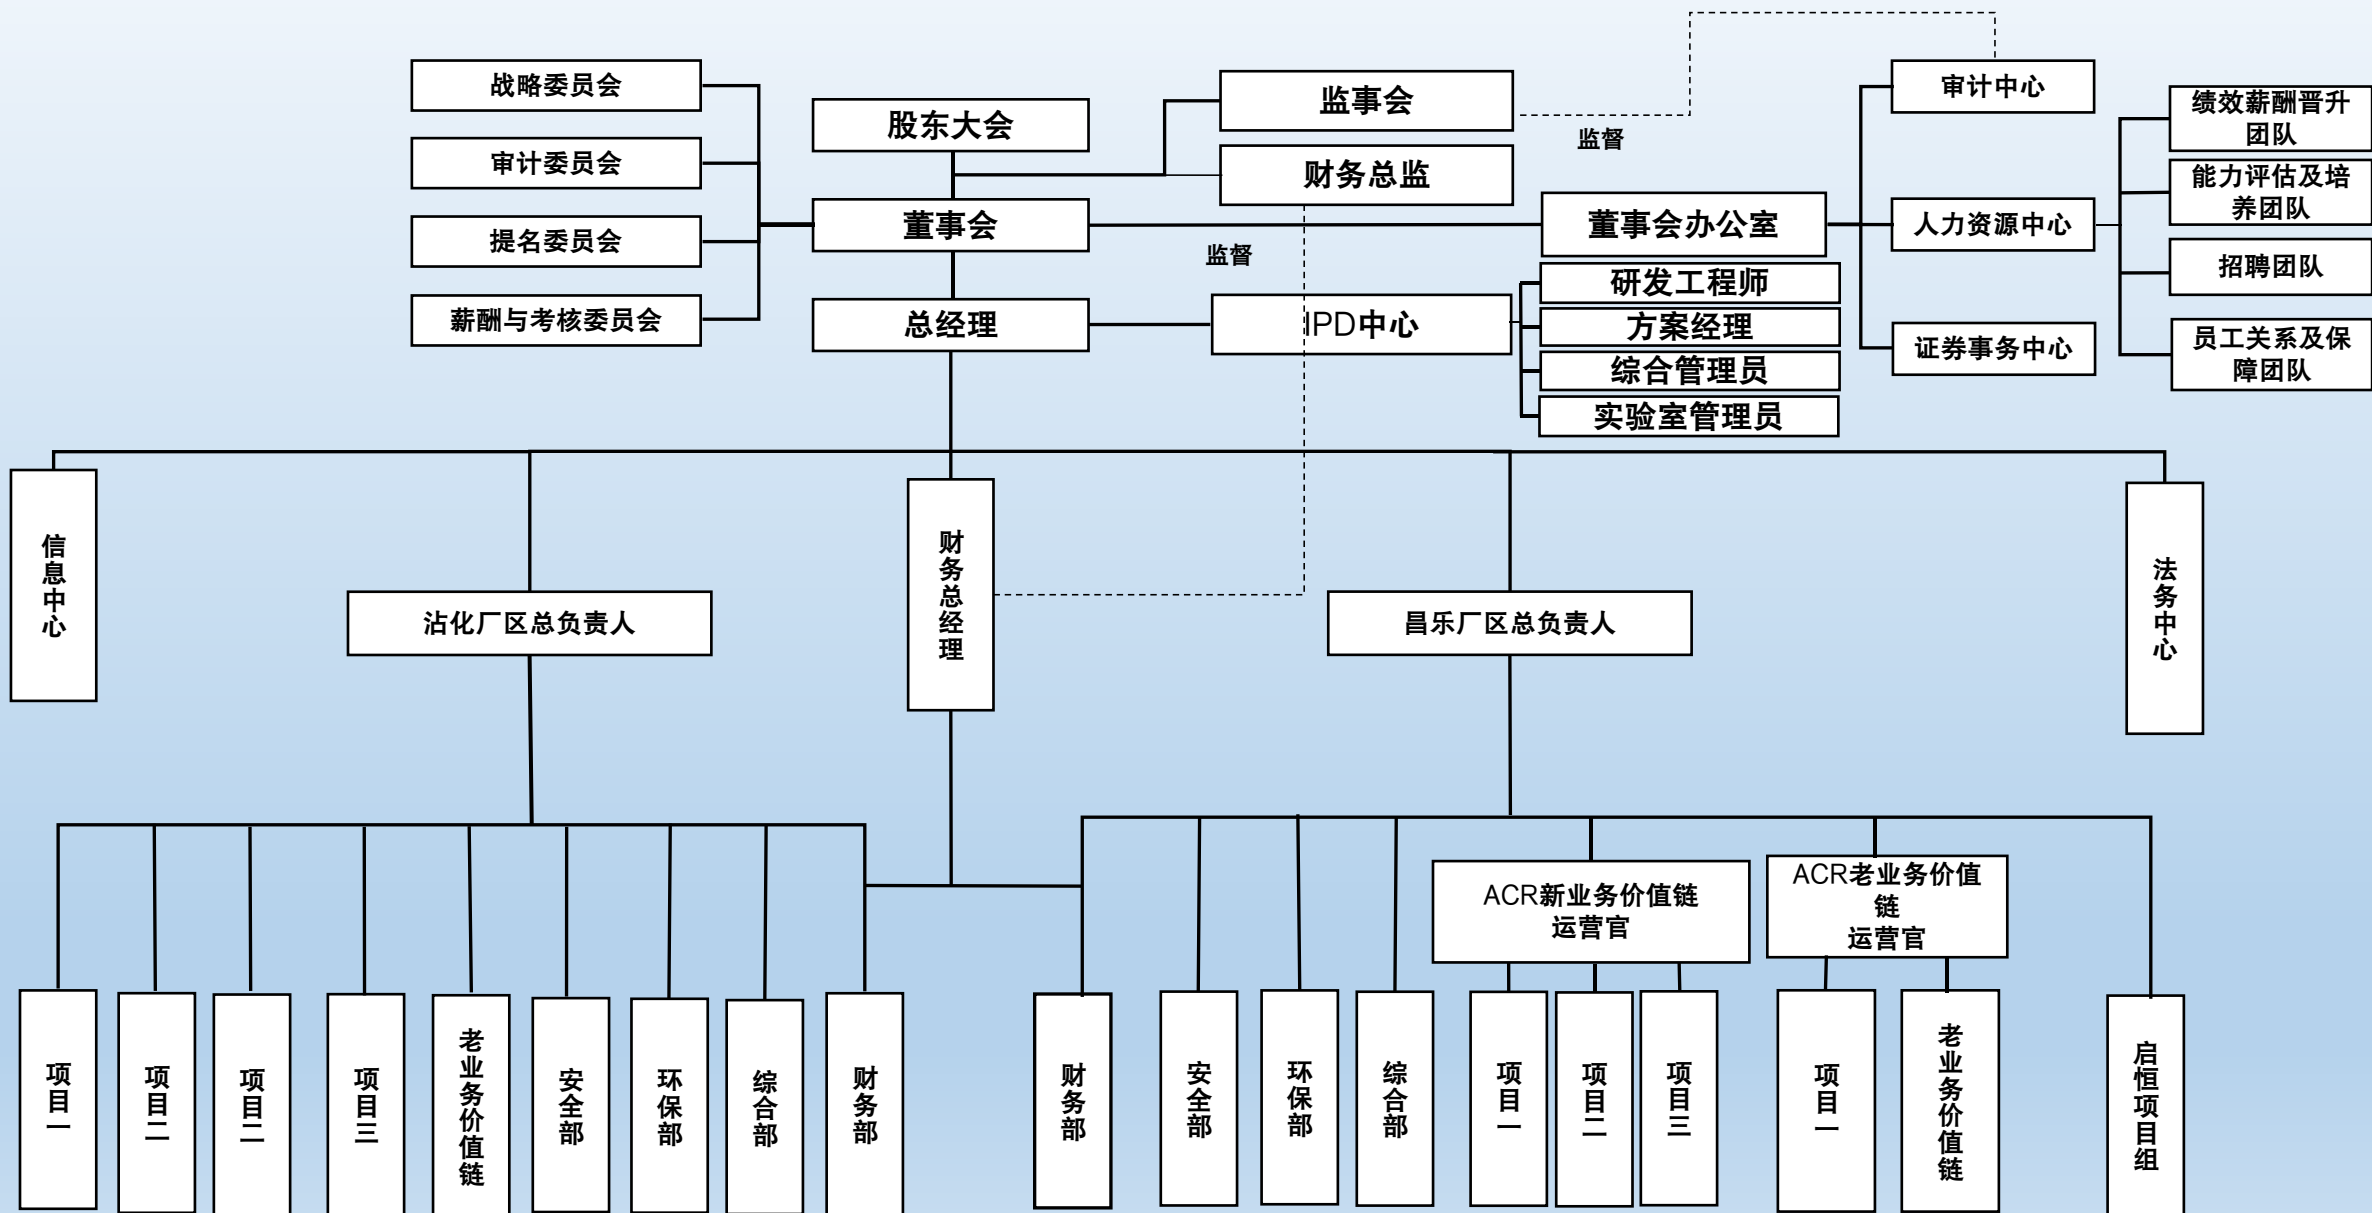 战略委员会
审计委员会
提名委员会
薪酬与考核委员会
股东大会
董事会
总经理
监事会
财务总监
监督
监督
IPD中心
董事会办公室
研发工程师
方案经理
综合管理员
实验室管理员
审计中心
人力资源中心
证券事务中心
绩效薪酬晋升
团队
能力评估及培
养团队
招聘团队
员工关系及保
障团队
信息中心
沾化厂区总负责人
财务总经理
昌乐厂区总负责人
法务中心
ACR新业务价值链
运营官
ACR老业务价值
链
运营官
项目一
项目二
项目二
项目三
老业务价值链
安全部
环保部
综合部
财务部
财务部
安全部
环保部
综合部
项目一
项目二
项目三
项目一
老业务价值链
启恒项目组